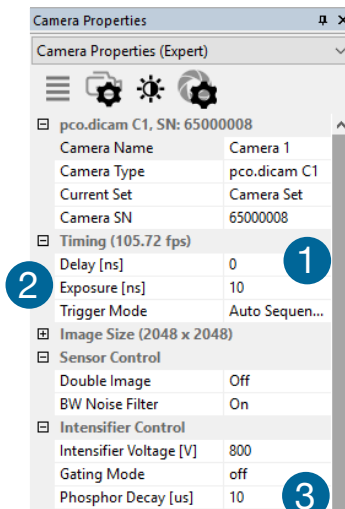 Camera Properties
Camera Properties (Expert)
pco.dicam C1, SN: 65000008
Camera Name Camera 1
Camera Type pco.dicam C1
Current Set Camera Set
Camera SN 65000008
Timing (105.72 fps)
1
Delay [ns] 0
2
Exposure [ns] 10
Trigger Mode Auto Sequen...
Image Size (2048 x 2048)
Sensor Control
Double Image Off
BW Noise Filter On
Intensifier Control
Intensifier Voltage [V] 800
Gating Mode off
Phosphor Decay [us] 10
3